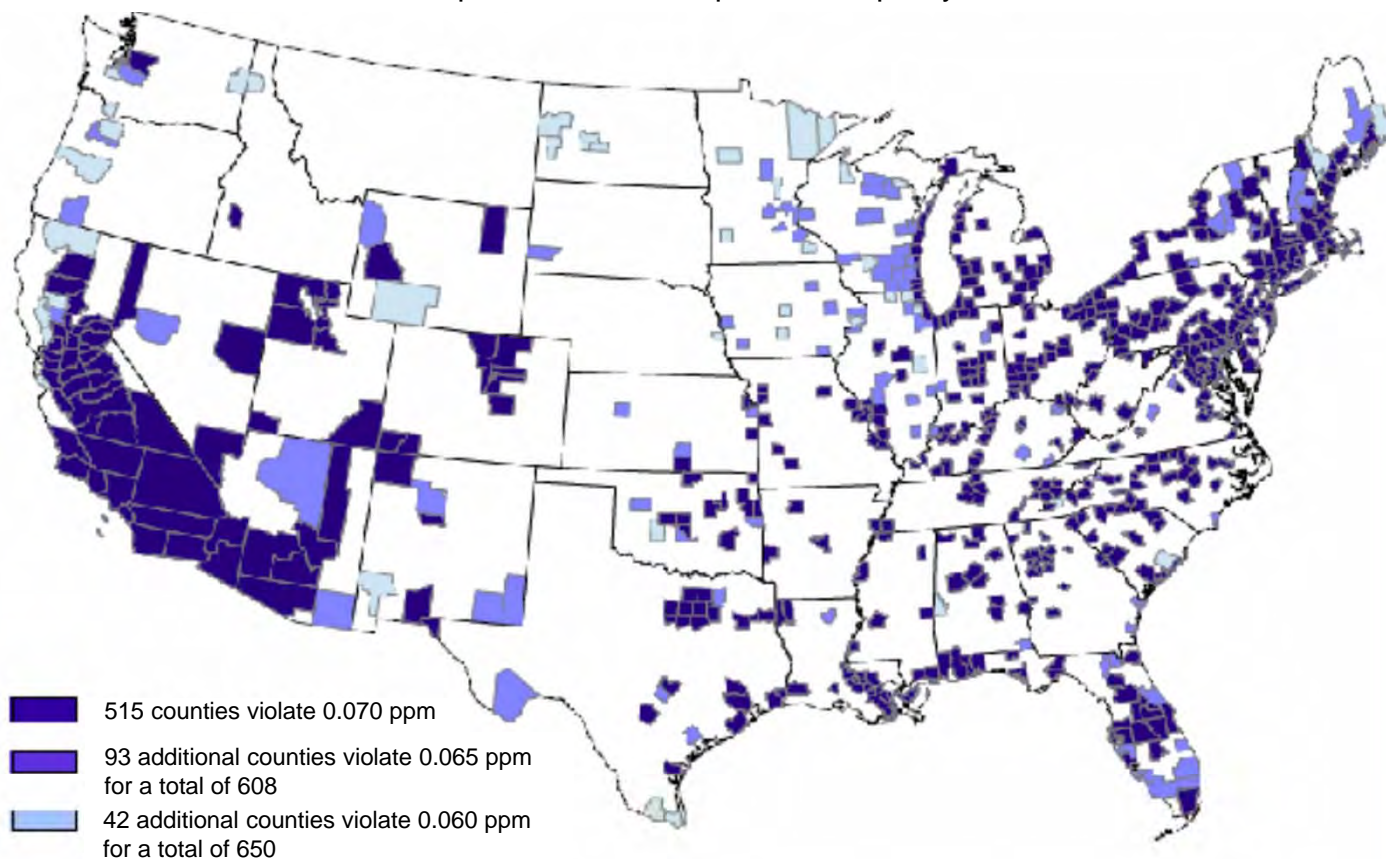 515 counties violate 0.070 ppm
93 additional counties violate 0.065 ppm
for a total of 608
42 additional counties violate 0.060 ppm
for a total of 650